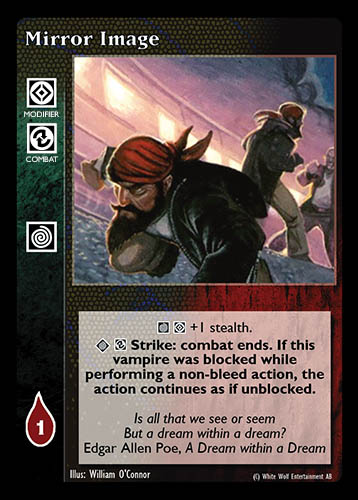 Mirror Image
MODIFIER
COMBAT
+1 stealth.
Strike: combat ends. If this
vampire was blocked while
performing a non-bleed action, the
action continues as if unblocked.
Is all that we see or seem
But a dream within a dream?
Edgar Allen Poe, A Dream within a Dream
1
Illus: William O'Connor
(C) White Wolf Entertainment AB